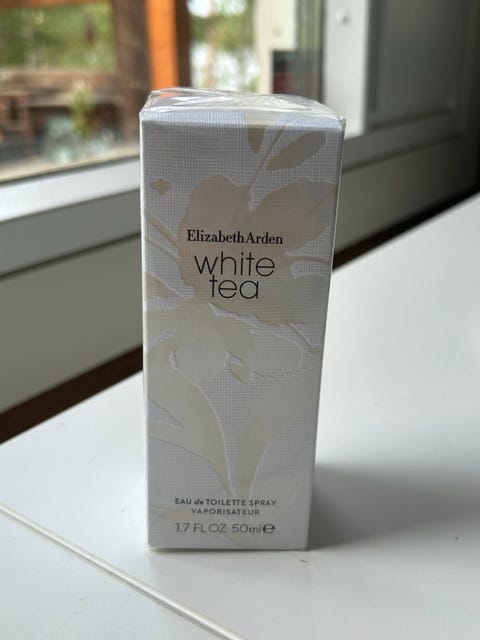 ElizabethArden
white
tea
EAU de TOILETTE SPRAY
VAPORISATEUR
1.7 FL OZ 50ml℮